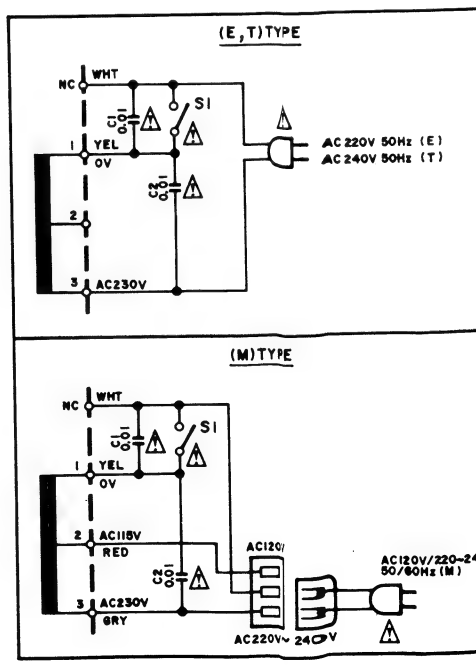 (E,T)TYPE
NC WHT
C1 0.01 S1
1 YEL
0V
AC220V 50Hz (E)
AC240V 50Hz (T)
C2 0.01
2
3 AC230V
(M)TYPE
NC WHT
C1 0.01 S1
1 YEL
0V
2 AC115V
RED
C2 0.01
AC120V
AC120V/220~24
50/60Hz(M)
3 AC230V
GRY
AC220V~240V